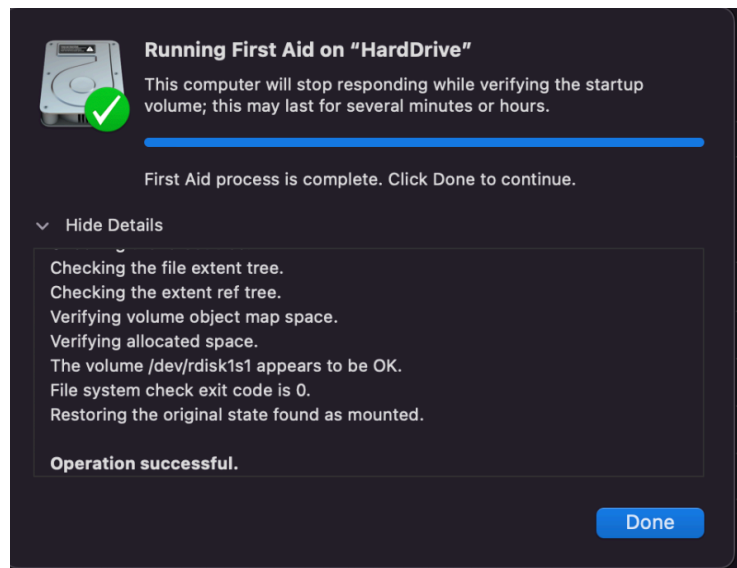 Running First Aid on “HardDrive”
This computer will stop responding while verifying the startup
volume; this may last for several minutes or hours.
First Aid process is complete. Click Done to continue.
Hide Details
Checking the file extent tree.
Checking the extent ref tree.
Verifying volume object map space.
Verifying allocated space.
The volume /dev/rdisk1s1 appears to be OK.
File system check exit code is 0.
Restoring the original state found as mounted.
Operation successful.
Done